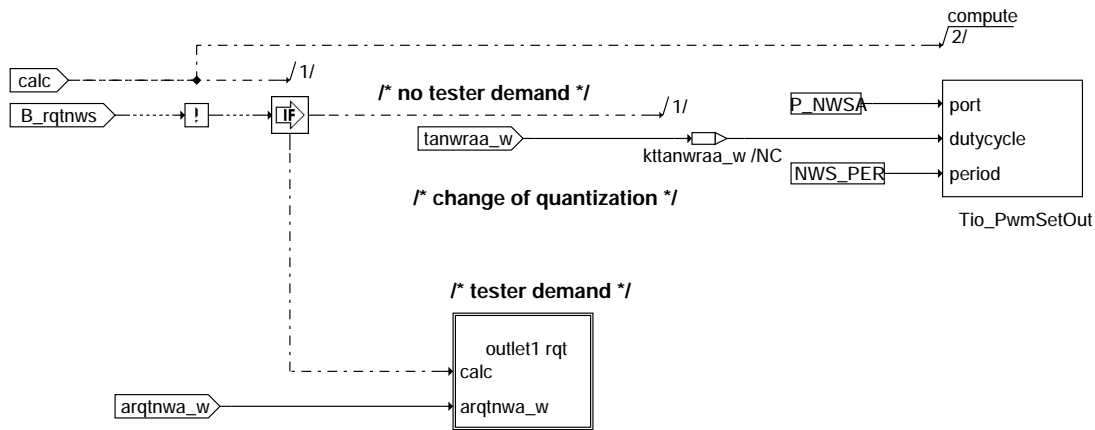 compute
2/
calc
/1/
/* no tester demand */
B_rqtnws
!
IF
/1/
P_NWSA
port
tanwraa_w
dutycycle
kttanwraa_w /NC
NWS_PER
period
/* change of quantization */
Tio_PwmSetOut
/* tester demand */
outlet1 rqt
calc
arqtnwa_w
arqtnwa_w